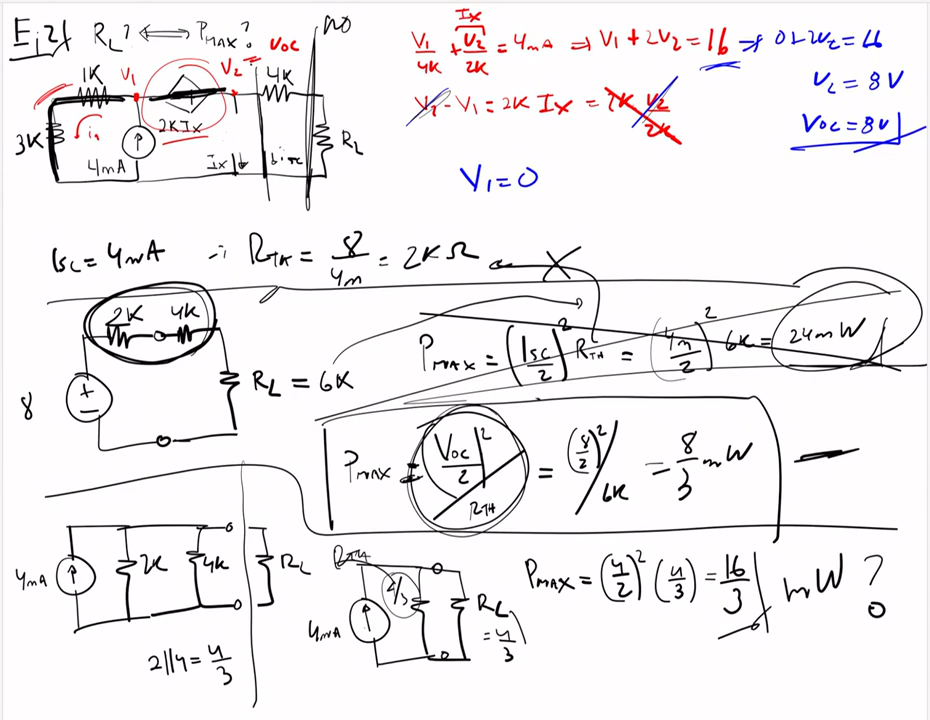 Ej2f RL? ⟺ PMAX? NO
VOC
1K V1 V2 4K
3K i1 2KIx RL
4mA Ix
Ix
V1/4K + V2/2K = 4mA ⇒ V1 + 2V2 = 16 ⇒ 0 + 2V2 = 16
V2 - V1 = 2K Ix = 2K V2/2K V2 = 8V
VOC = 8V
V1 = 0
Isc = 4mA ∴ RTH = 8/4m = 2KΩ ← X
2K 4K
PMAX = (Isc/2)² RTH = (4m/2)² 6K = 24mW
8 + - RL = 6K
PMAX = (VOC/2)²/RTH = (8/2)²/6K = 8/3 mW
4mA 2K 4K RL
2//4 = 4/3
RTH
4mA 4/3 RL = 4/3
PMAX = (4/2)² (4/3) = 16/3 mW ?